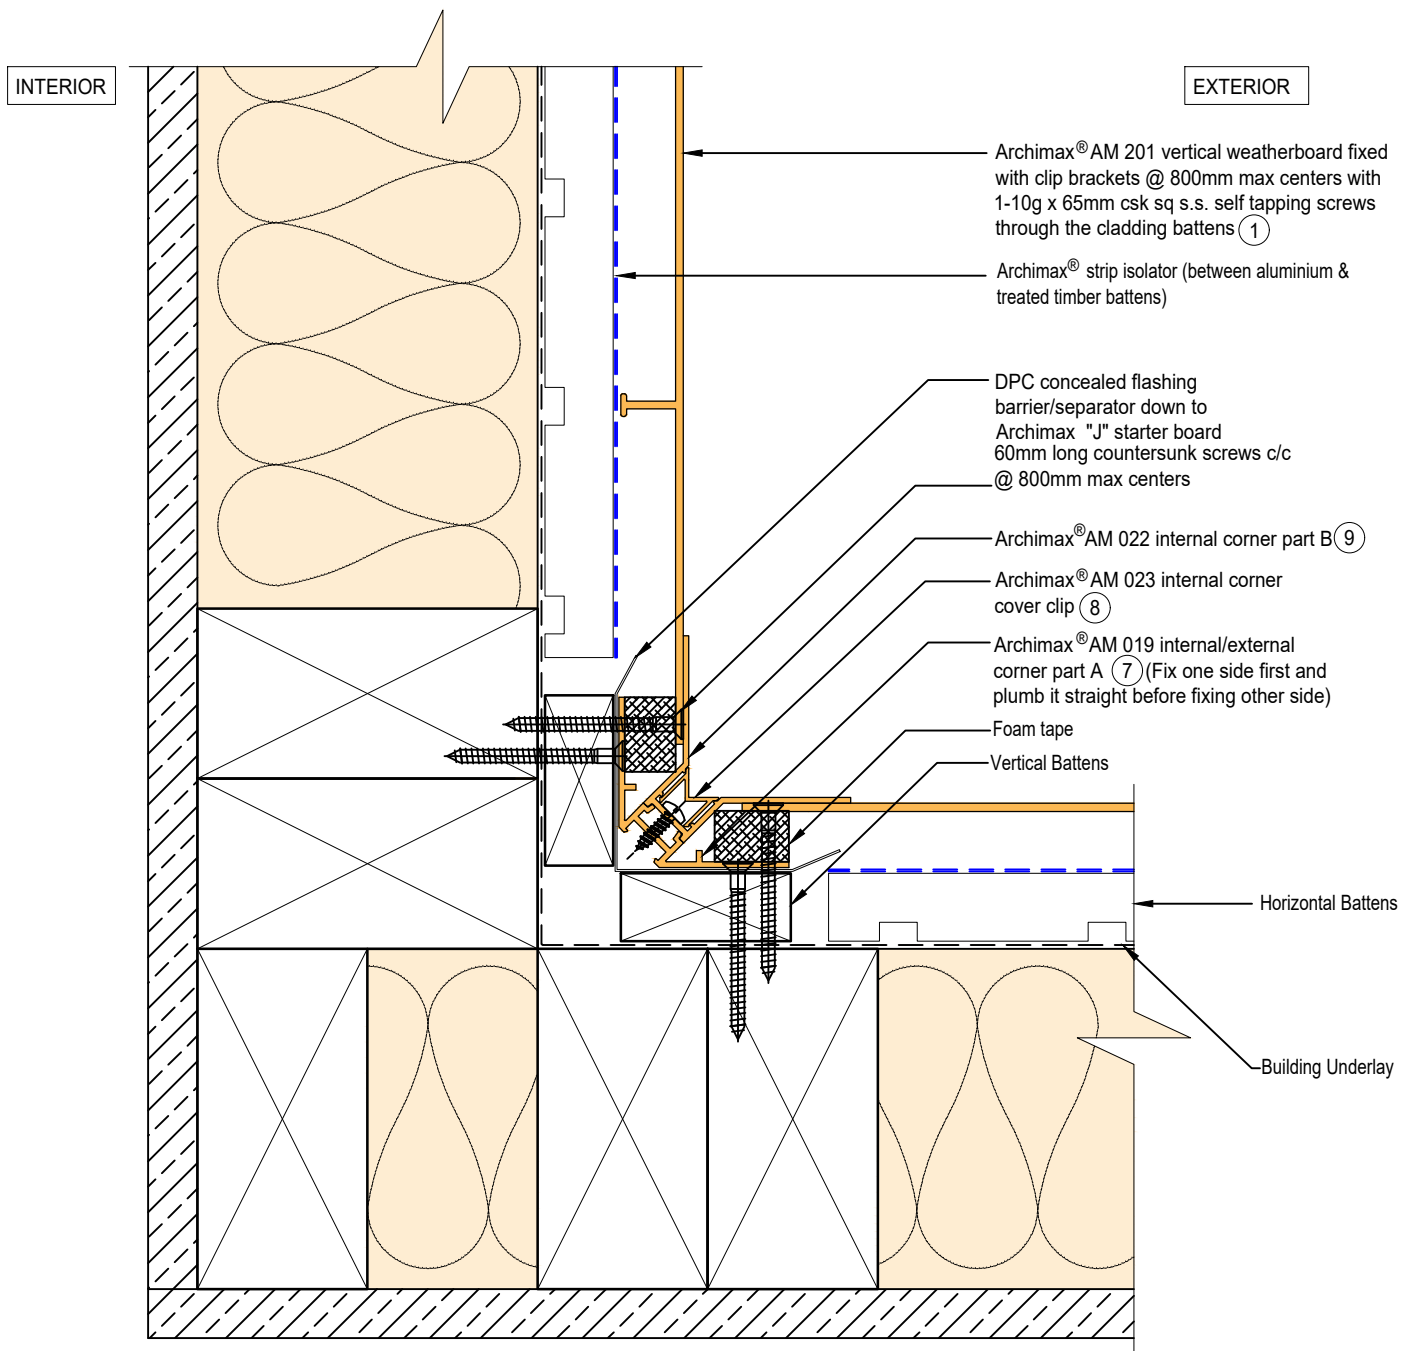 INTERIOR
EXTERIOR
Archimax® AM 201 vertical weatherboard fixed
with clip brackets @ 800mm max centers with
1-10g x 65mm csk sq s.s. self tapping screws
through the cladding battens 1
Archimax® strip isolator (between aluminium &
treated timber battens)
DPC concealed flashing
barrier/separator down to
Archimax "J" starter board
60mm long countersunk screws c/c
@ 800mm max centers
Archimax® AM 022 internal corner part B 9
Archimax® AM 023 internal corner
cover clip 8
Archimax® AM 019 internal/external
corner part A 7 (Fix one side first and
plumb it straight before fixing other side)
Foam tape
Vertical Battens
Horizontal Battens
Building Underlay